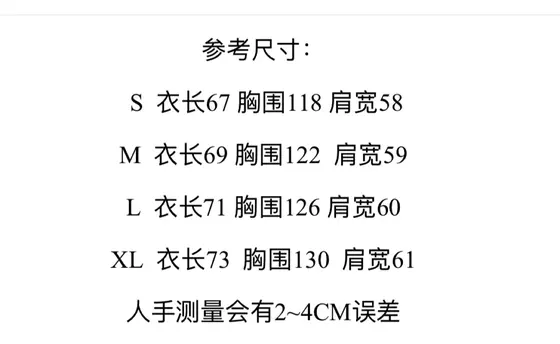 参考尺寸：
S 衣长67 胸围118 肩宽58
M 衣长69 胸围122 肩宽59
L 衣长71 胸围126 肩宽60
XL 衣长73 胸围130 肩宽61
人手测量会有2~4CM误差